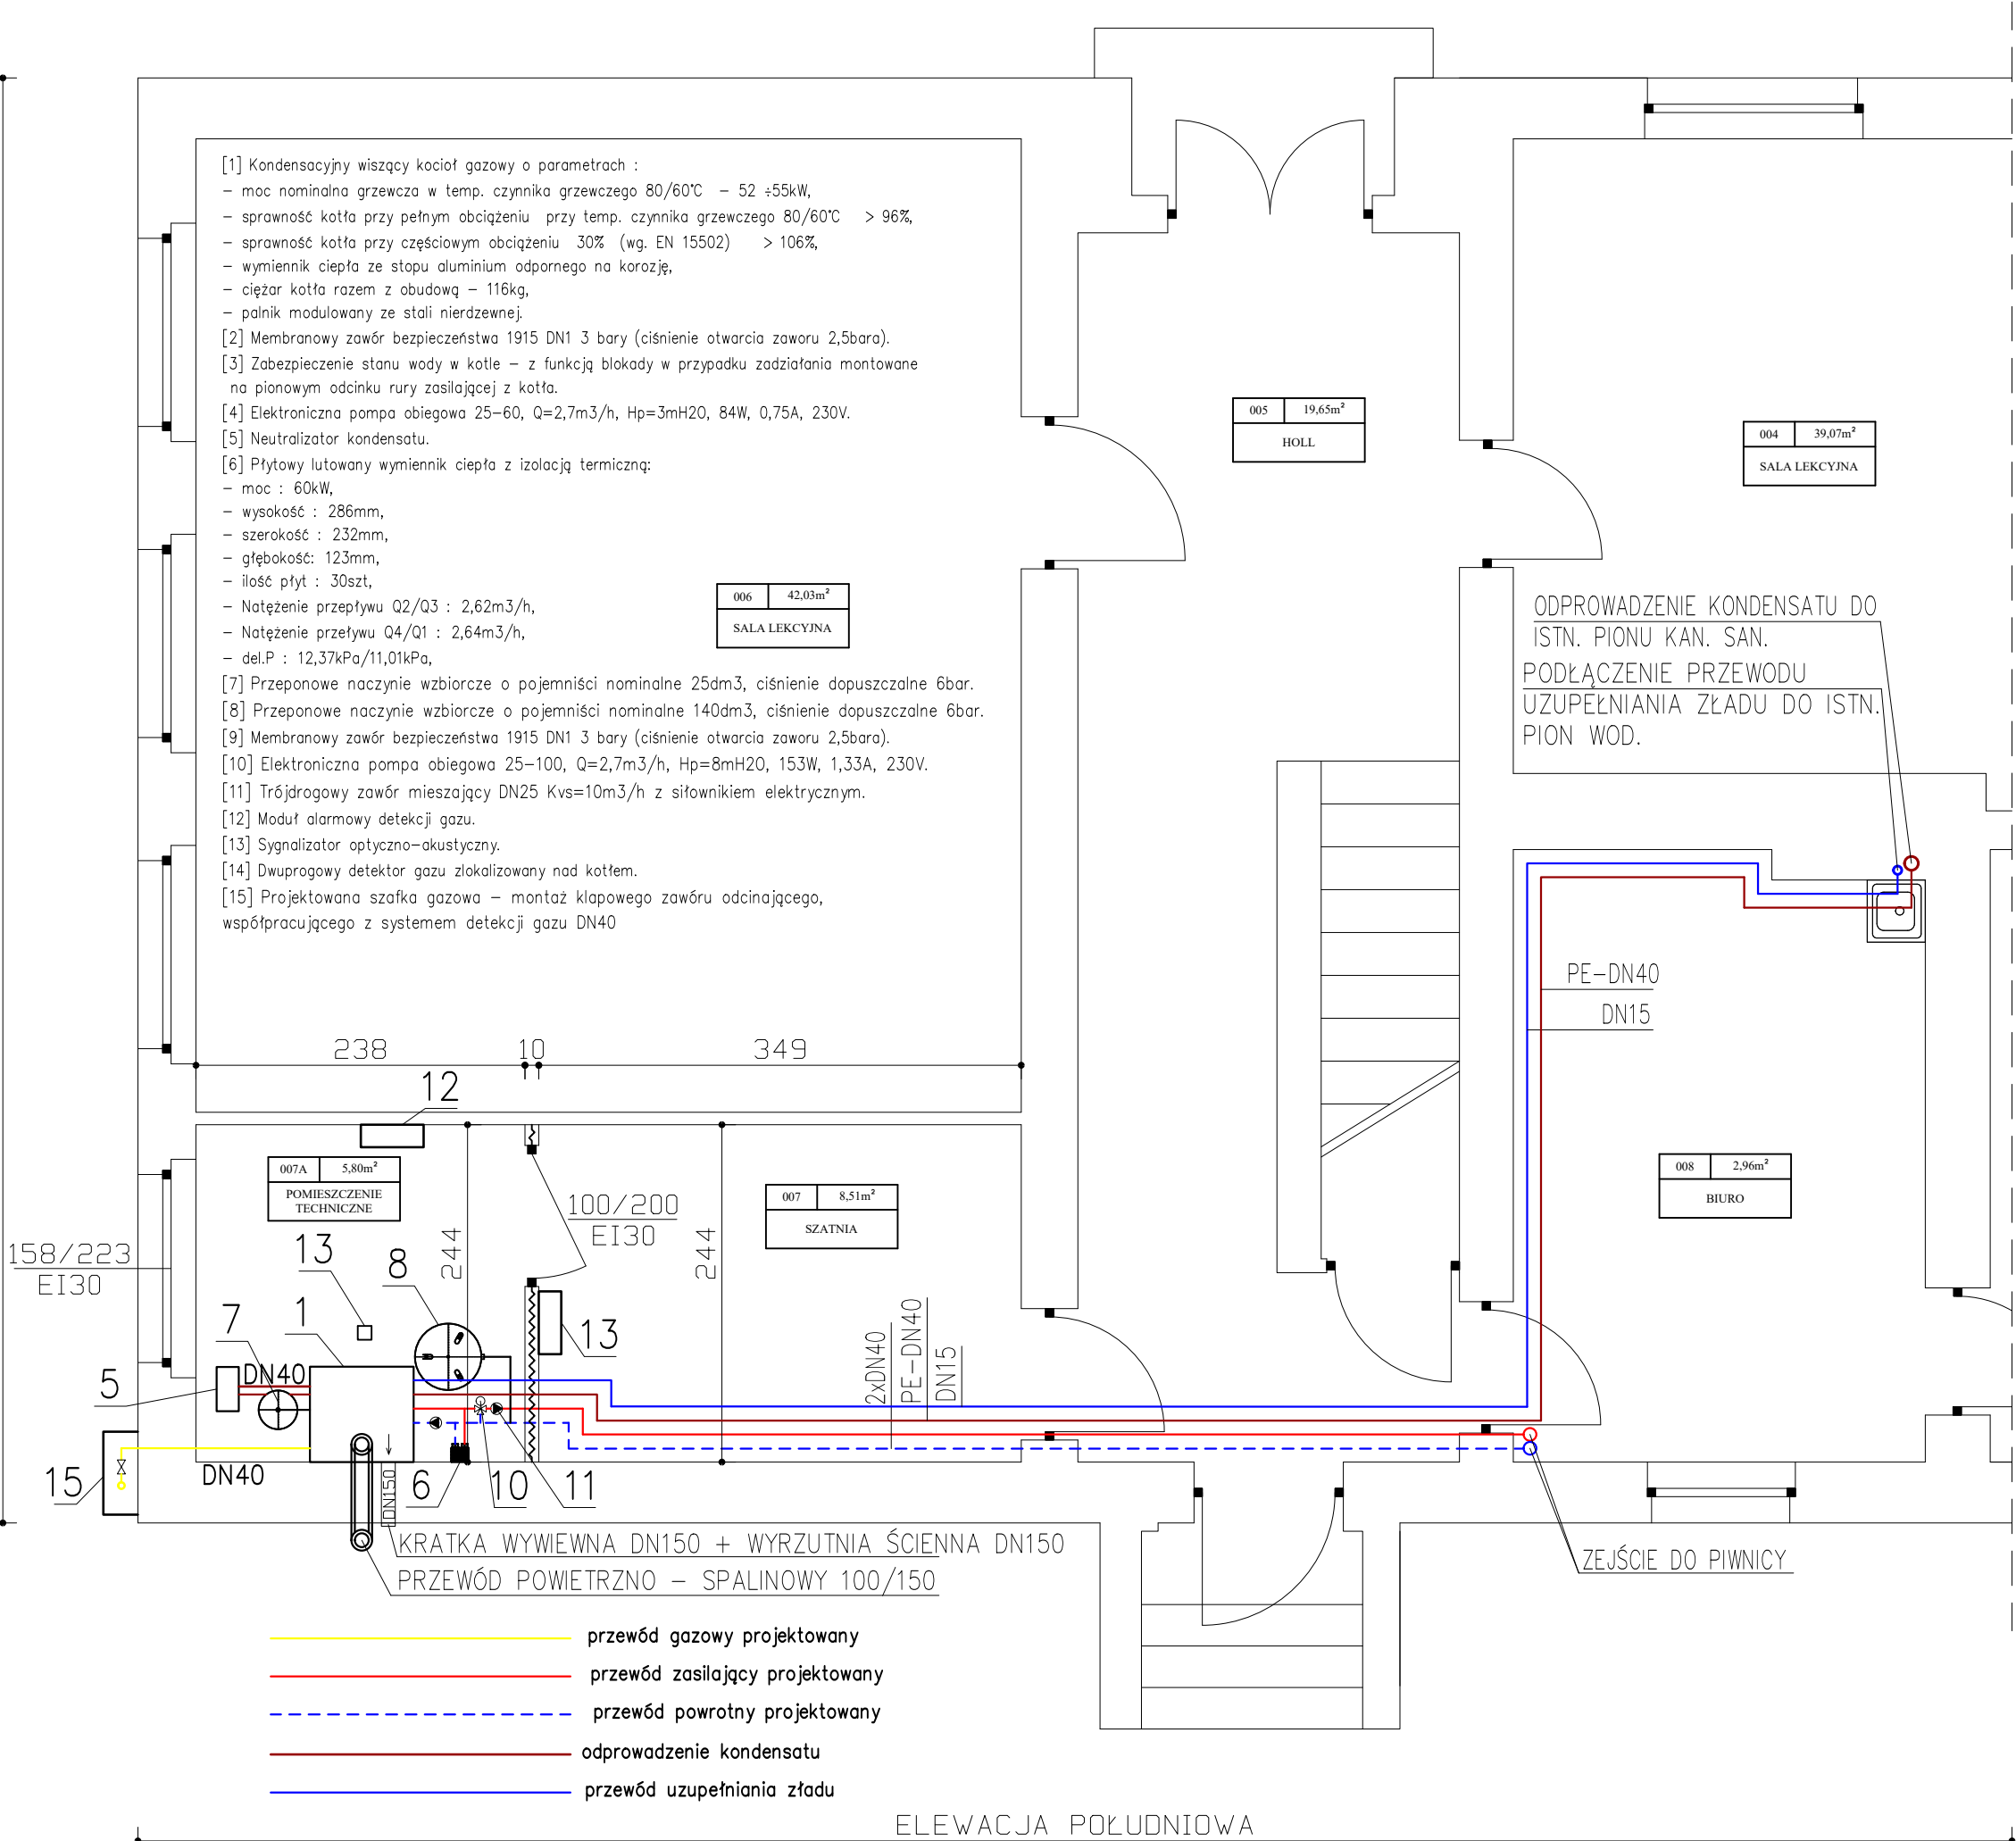 [1] Kondensacyjny wiszący kocioł gazowy o parametrach :
– moc nominalna grzewcza w temp. czynnika grzewczego 80/60°C – 52 ÷55kW,
– sprawność kotła przy pełnym obciążeniu przy temp. czynnika grzewczego 80/60°C > 96%,
– sprawność kotła przy częściowym obciążeniu 30% (wg. EN 15502) > 106%,
– wymiennik ciepła ze stopu aluminium odpornego na korozję,
– ciężar kotła razem z obudową – 116kg,
– palnik modulowany ze stali nierdzewnej.
[2] Membranowy zawór bezpieczeństwa 1915 DN1 3 bary (ciśnienie otwarcia zaworu 2,5bara).
[3] Zabezpieczenie stanu wody w kotle – z funkcją blokady w przypadku zadziałania montowane
na pionowym odcinku rury zasilającej z kotła.
[4] Elektroniczna pompa obiegowa 25–60, Q=2,7m3/h, Hp=3mH2O, 84W, 0,75A, 230V.
[5] Neutralizator kondensatu.
[6] Płytowy lutowany wymiennik ciepła z izolacją termiczną:
– moc : 60kW,
– wysokość : 286mm,
– szerokość : 232mm,
– głębokość: 123mm,
– ilość płyt : 30szt,
– Natężenie przepływu Q2/Q3 : 2,62m3/h,
– Natężenie przeływu Q4/Q1 : 2,64m3/h,
– del.P : 12,37kPa/11,01kPa,
[7] Przeponowe naczynie wzbiorcze o pojemniści nominalne 25dm3, ciśnienie dopuszczalne 6bar.
[8] Przeponowe naczynie wzbiorcze o pojemniści nominalne 140dm3, ciśnienie dopuszczalne 6bar.
[9] Membranowy zawór bezpieczeństwa 1915 DN1 3 bary (ciśnienie otwarcia zaworu 2,5bara).
[10] Elektroniczna pompa obiegowa 25–100, Q=2,7m3/h, Hp=8mH2O, 153W, 1,33A, 230V.
[11] Trójdrogowy zawór mieszający DN25 Kvs=10m3/h z siłownikiem elektrycznym.
[12] Moduł alarmowy detekcji gazu.
[13] Sygnalizator optyczno–akustyczny.
[14] Dwuprogowy detektor gazu zlokalizowany nad kotłem.
[15] Projektowana szafka gazowa – montaż klapowego zawóru odcinającego,
współpracującego z systemem detekcji gazu DN40
006 42,03m²
SALA LEKCYJNA
005 19,65m²
HOLL
004 39,07m²
SALA LEKCYJNA
ODPROWADZENIE KONDENSATU DO
ISTN. PIONU KAN. SAN.
PODŁĄCZENIE PRZEWODU
UZUPEŁNIANIA ZŁADU DO ISTN.
PION WOD.
PE–DN40
DN15
238 10 349
12
007A 5,80m²
POMIESZCZENIE
TECHNICZNE
100/200
EI30
007 8,51m²
SZATNIA
008 2,96m²
BIURO
158/223
EI30
244
244
13
8
7
1
13
5
DN40
2xDN40
PE–DN40
DN15
15
DN40
DN150
6
10
11
KRATKA WYWIEWNA DN150 + WYRZUTNIA ŚCIENNA DN150
PRZEWÓD POWIETRZNO – SPALINOWY 100/150
ZEJŚCIE DO PIWNICY
przewód gazowy projektowany
przewód zasilający projektowany
przewód powrotny projektowany
odprowadzenie kondensatu
przewód uzupełniania zładu
ELEWACJA POŁUDNIOWA